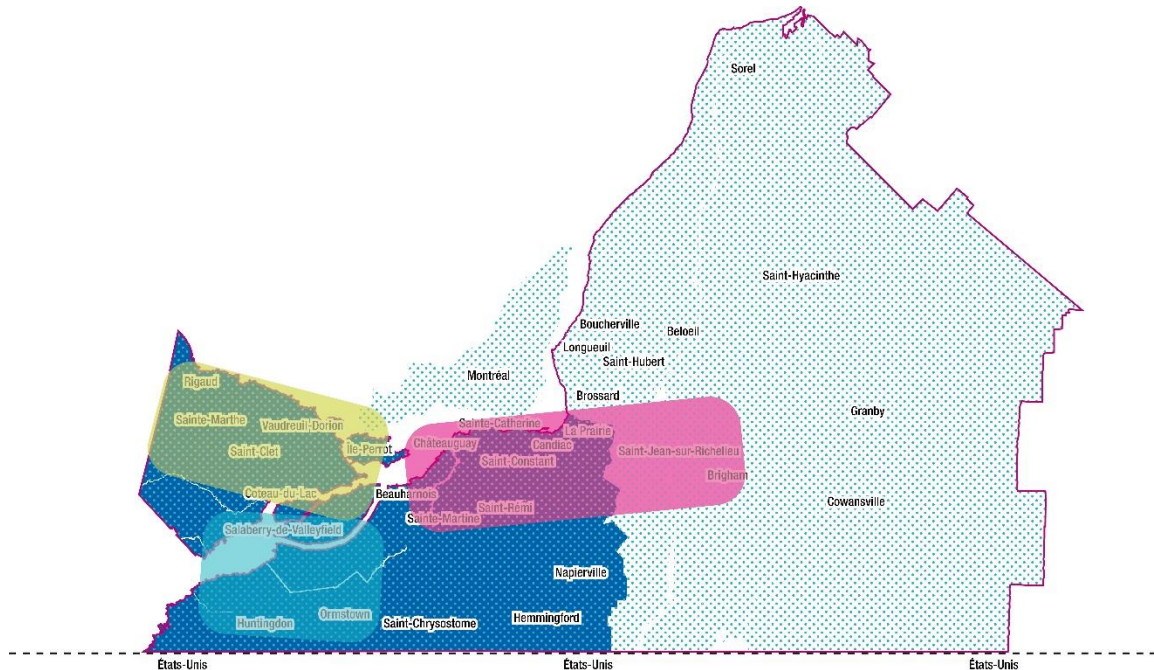 Sorel
Saint-Hyacinthe
Boucherville
Beloeil
Longueuil
Saint-Hubert
Montréal
Rigaud
Brossard
Granby
Sainte-Marthe
Vaudreuil-Dorion
Sainte-Catherine
La Prairie
Saint-Clet
Île-Perrot
Châteauguay
Candiac
Saint-Jean-sur-Richelieu
Saint-Constant
Brigham
Coteau-du-Lac
Beauharnois
Cowansville
Saint-Rémi
Sainte-Martine
Salaberry-de-Valleyfield
Napierville
Ormstown
Hemmingford
Huntingdon
Saint-Chrysostome
États-Unis
États-Unis
États-Unis